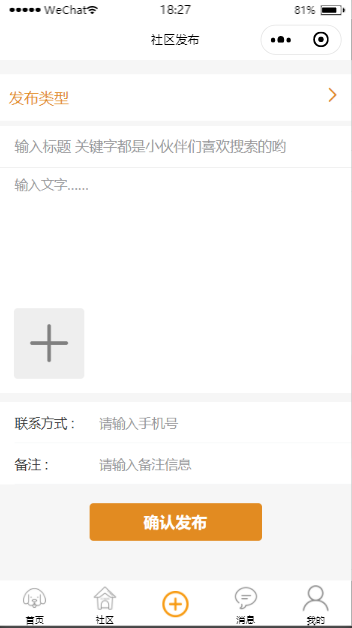 WeChat 18:27 81%
社区发布
发布类型
输入标题 关键字都是小伙伴们喜欢搜索的哟
输入文字......
联系方式： 请输入手机号
备注： 请输入备注信息
确认发布
首页 社区 消息 我的